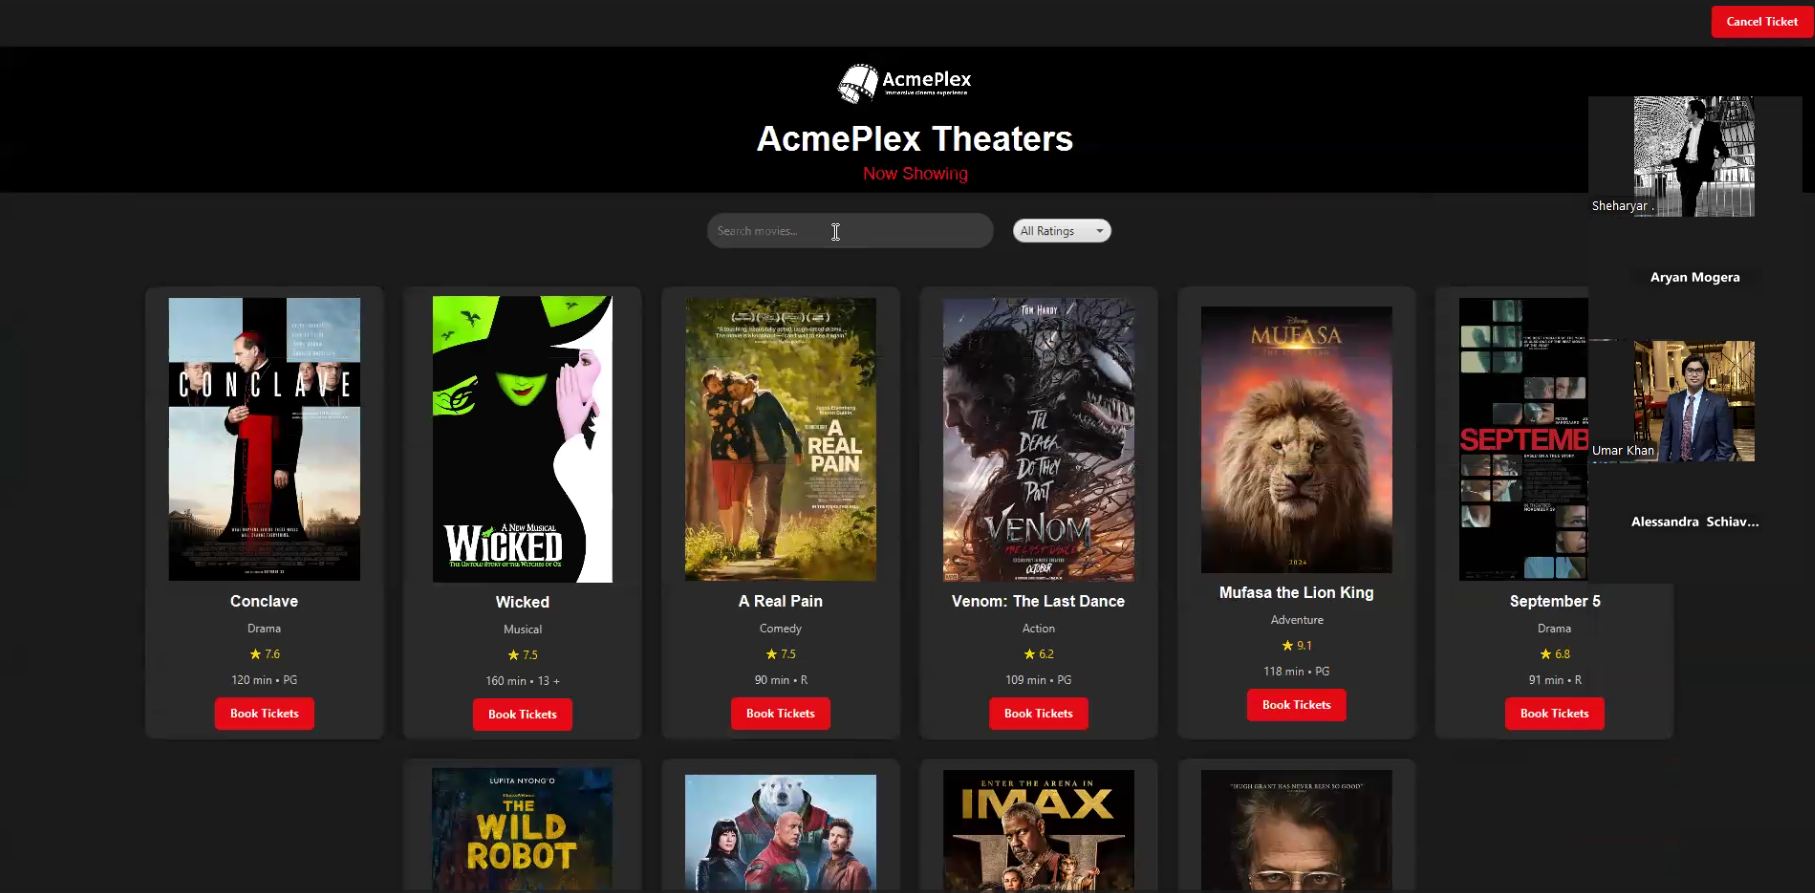 Cancel Ticket
AcmePlex
immersive cinema experience
AcmePlex Theaters
Now Showing
Search movies...
All Ratings
Sheharyar .
Aryan Mogera
Umar Khan
Alessandra Schiav...
CONCLAVE
A NEW MUSICAL
WICKED
THE UNTOLD STORY OF THE WITCHES OF OZ
A
REAL
PAIN
TOM HARDY
'TIL
DEATH
DO THEY
PART
VENOM
THE LAST DANCE
OCTOBER
Disney
MUFASA
THE LION KING
2024
SEPTEMB
Conclave
Drama
★ 7.6
120 min • PG
Book Tickets
Wicked
Musical
★ 7.5
160 min • 13 +
Book Tickets
A Real Pain
Comedy
★ 7.5
90 min • R
Book Tickets
Venom: The Last Dance
Action
★ 6.2
109 min • PG
Book Tickets
Mufasa the Lion King
Adventure
★ 9.1
118 min • PG
Book Tickets
September 5
Drama
★ 6.8
91 min • R
Book Tickets
LUPITA NYONG'O
THE
WILD
ROBOT
ENTER THE ARENA IN
IMAX
"HUGH GRANT HAS NEVER BEEN SO GOOD"